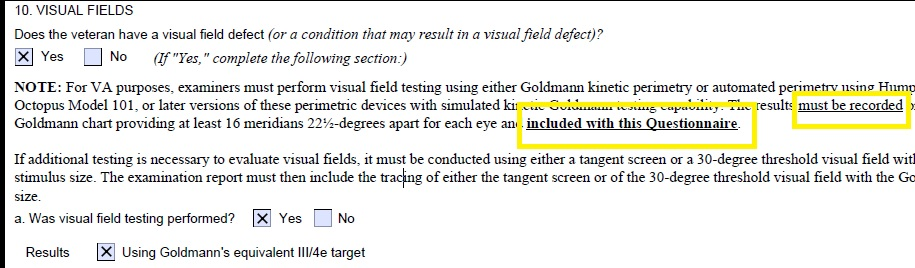 10. VISUAL FIELDS
Does the veteran have a visual field defect (or a condition that may result in a visual field defect)?
Yes No (If "Yes," complete the following section:)
NOTE: For VA purposes, examiners must perform visual field testing using either Goldmann kinetic perimetry or automated perimetry using
Octopus Model 101, or later versions of these perimetric devices with simulated kinetic Goldmann testing capability. The results must be recorded
Goldmann chart providing at least 16 meridians 22½-degrees apart for each eye and included with this Questionnaire.
If additional testing is necessary to evaluate visual fields, it must be conducted using either a tangent screen or a 30-degree threshold visual field
stimulus size. The examination report must then include the tracing of either the tangent screen or of the 30-degree threshold visual field with the
size.
a. Was visual field testing performed? Yes No
Results Using Goldmann's equivalent III/4e target